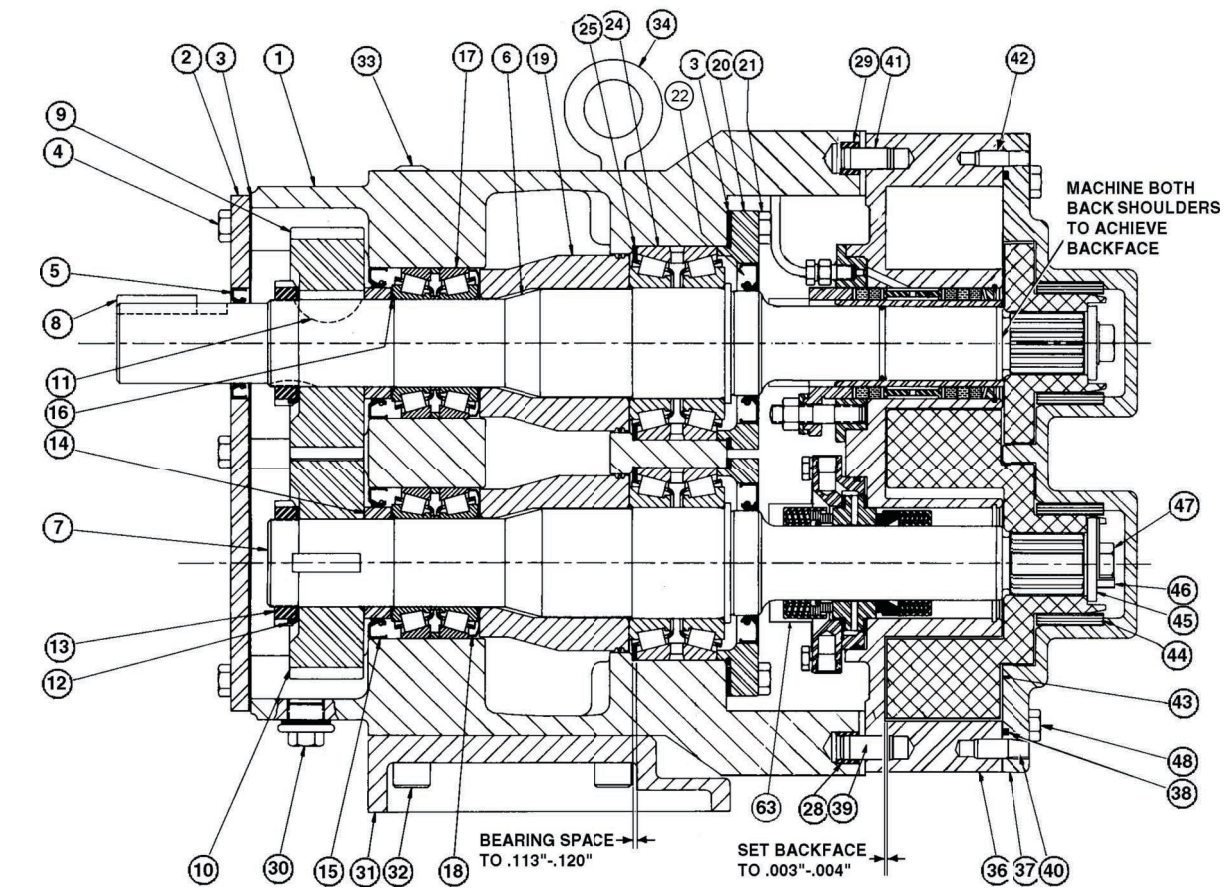 25 24 34
2 3 1 33 17 6 19 3 20 21 29 41 42
22
9
4
MACHINE BOTH
BACK SHOULDERS
TO ACHIEVE
BACKFACE
5
8
11
16
14
7
47
46
45
13
44
12
43
48
38
63 28 39
BEARING SPACE
TO .113"-.120"
SET BACKFACE
TO .003"-.004"
10 30 15 31 32 18 36 37 40